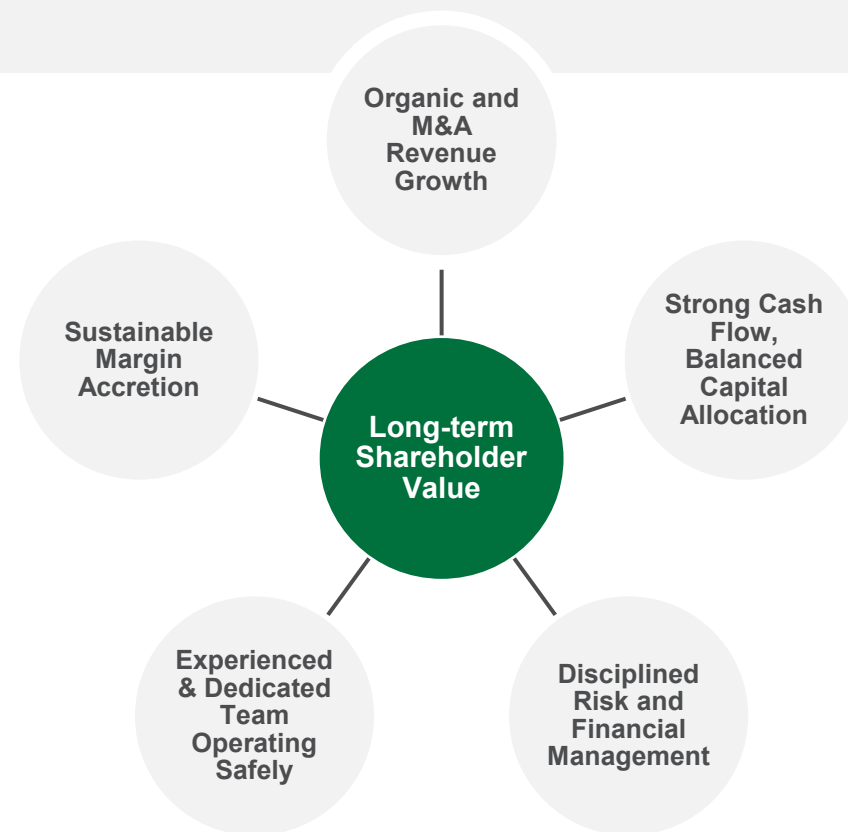 Organic and
M&A
Revenue
Growth
Strong Cash
Flow,
Balanced
Capital
Allocation
Sustainable
Margin
Accretion
Long-term
Shareholder
Value
Experienced
& Dedicated
Team
Operating
Safely
Disciplined
Risk and
Financial
Management